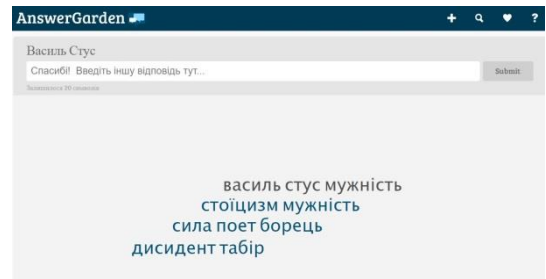 AnswerGarden
Василь Стус
Спасибі! Введіть іншу відповідь тут...
Submit
василь стус мужність
стоїцизм мужність
сила поет борець
дисидент табір